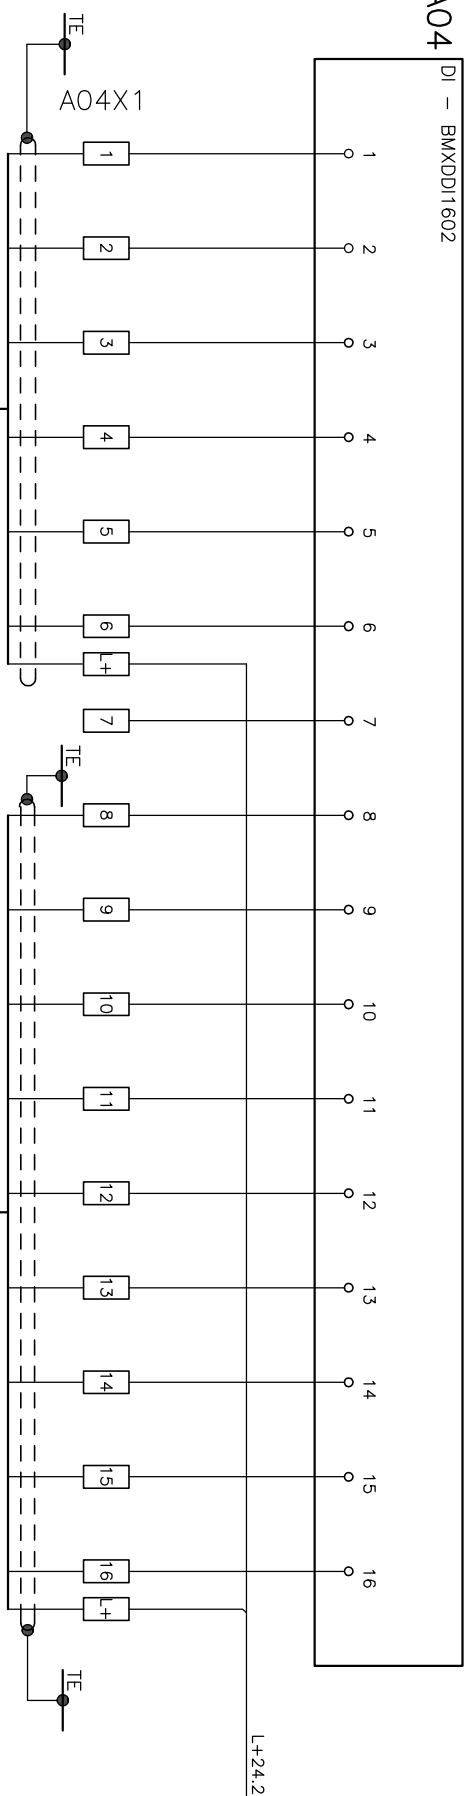 A04
DI - BMXDDI1602
TE
A04X1
1 1
2 2
3 3
4 4
5 5
6 6
L+
7 7
TE
8 8
9 9
10 10
11 11
12 12
13 13
14 14
15 15
16 16
L+
TE
L+24.2